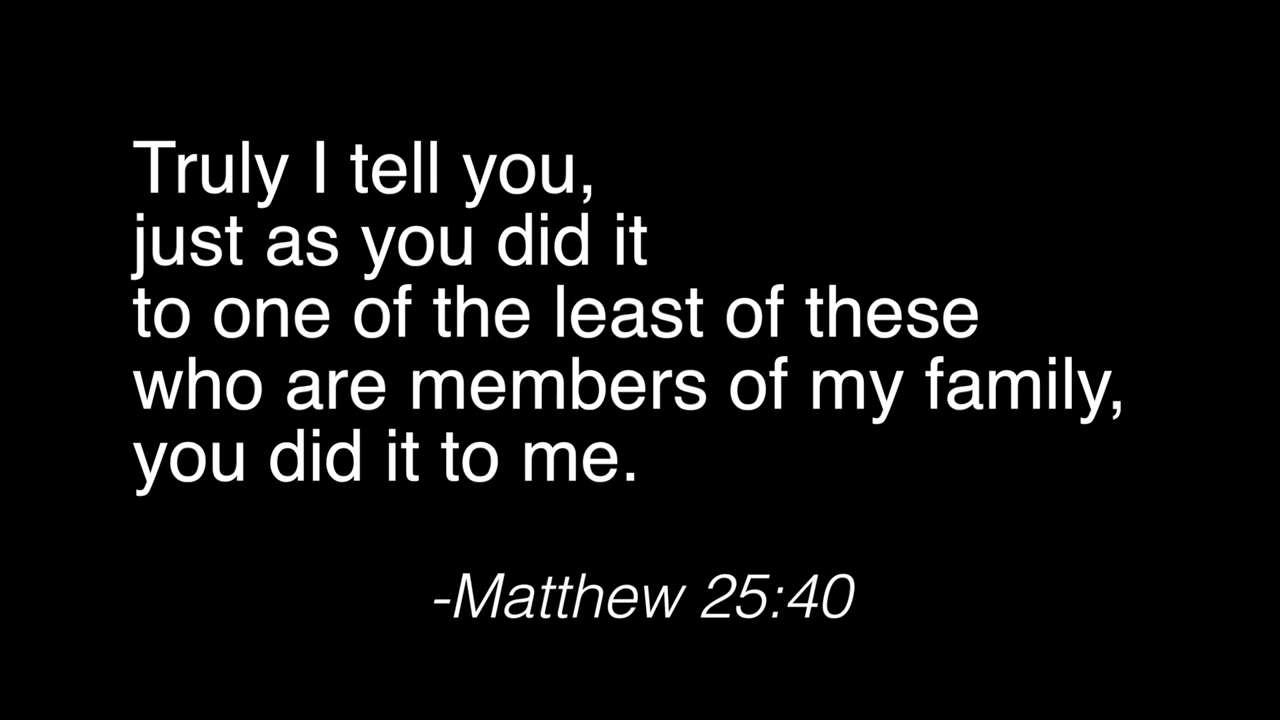 Truly I tell you,
just as you did it
to one of the least of these
who are members of my family,
you did it to me.
-Matthew 25:40